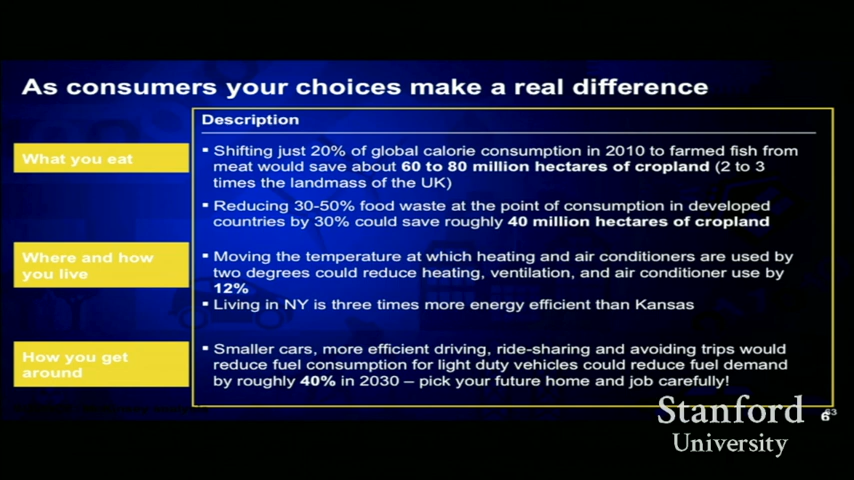 As consumers your choices make a real difference
Description
What you eat
▪ Shifting just 20% of global calorie consumption in 2010 to farmed fish from
meat would save about 60 to 80 million hectares of cropland (2 to 3
times the landmass of the UK)
▪ Reducing 30-50% food waste at the point of consumption in developed
countries by 30% could save roughly 40 million hectares of cropland
Where and how
you live
▪ Moving the temperature at which heating and air conditioners are used by
two degrees could reduce heating, ventilation, and air conditioner use by
12%
▪ Living in NY is three times more energy efficient than Kansas
How you get
around
▪ Smaller cars, more efficient driving, ride-sharing and avoiding trips would
reduce fuel consumption for light duty vehicles could reduce fuel demand
by roughly 40% in 2030 – pick your future home and job carefully!
Stanford
University